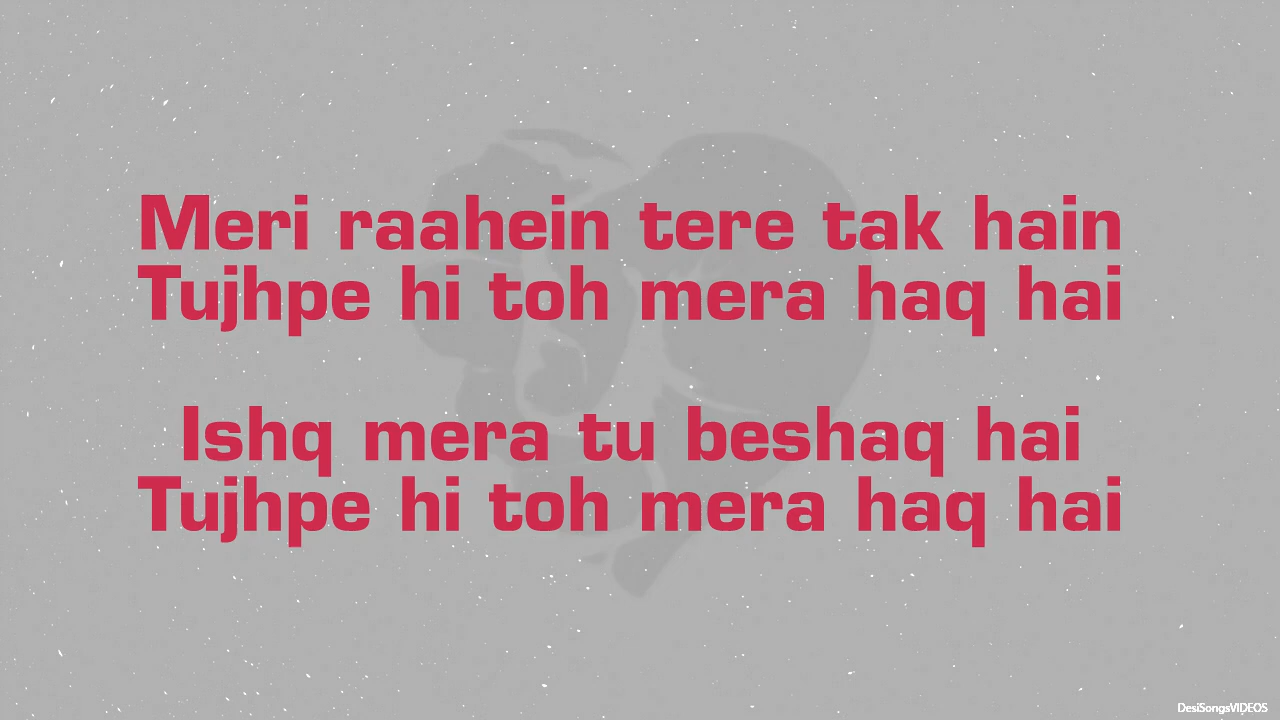 Meri raahein tere tak hain
Tujhpe hi toh mera haq hai
Ishq mera tu beshaq hai
Tujhpe hi toh mera haq hai
DesiSongsVIDEOS